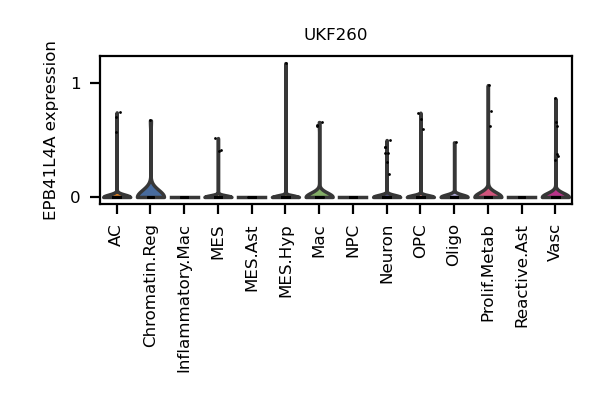 UKF260
EPB41L4A expression
1
0
AC
Chromatin.Reg
Inflammatory.Mac
MES
MES.Ast
MES.Hyp
Mac
NPC
Neuron
OPC
Oligo
Prolif.Metab
Reactive.Ast
Vasc